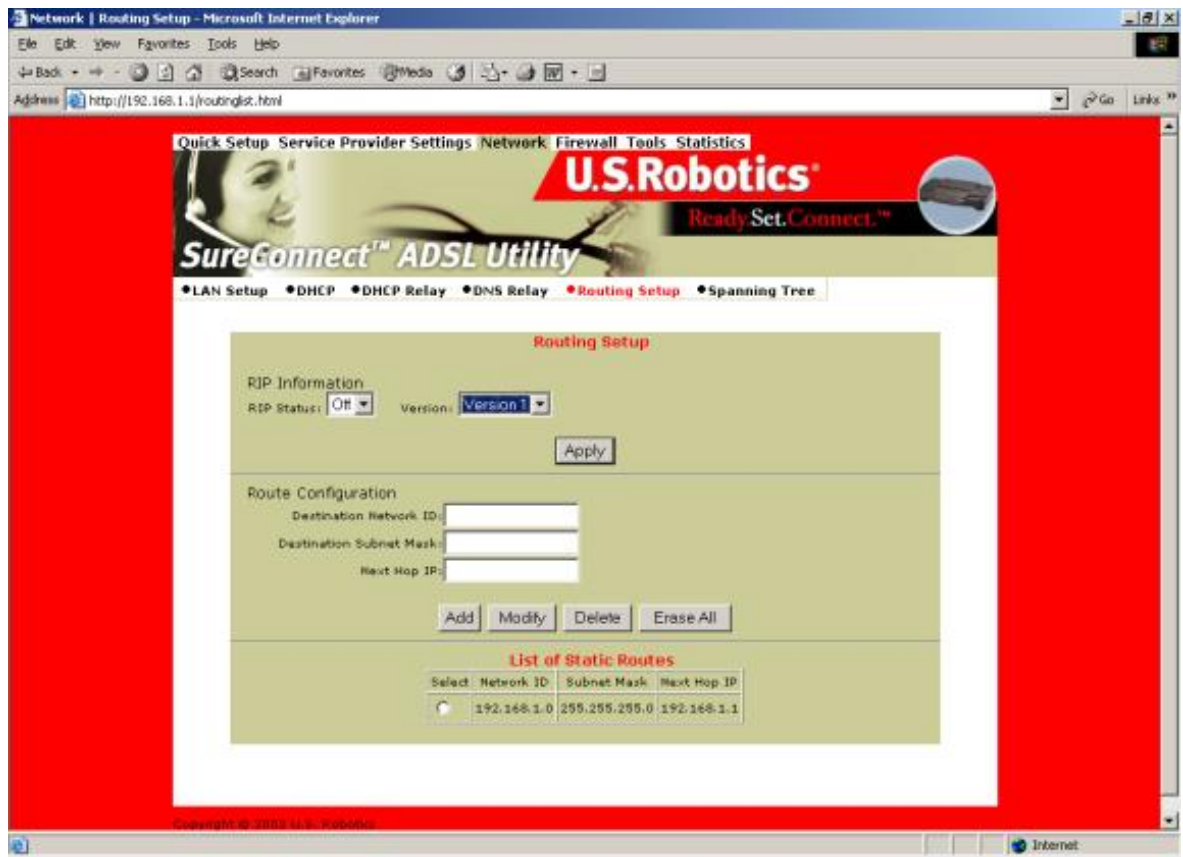 Network | Routing Setup - Microsoft Internet Explorer
File Edit View Favorites Tools Help
Back Search Favorites Media
Address http://192.168.1.1/routinglist.html Go Links »
Quick Setup Service Provider Settings Network Firewall Tools Statistics
U.S.Robotics®
Ready.Set.Connect.™
SureConnect™ ADSL Utility
•LAN Setup •DHCP •DHCP Relay •DNS Relay •Routing Setup •Spanning Tree
Routing Setup
RIP Information
RIP Status: Off Version: Version 1
Apply
Route Configuration
Destination Network ID:
Destination Subnet Mask:
Next Hop IP:
Add Modify Delete Erase All
List of Static Routes
Select Network ID Subnet Mask Next Hop IP
192.168.1.0 255.255.255.0 192.168.1.1
Copyright © 2003 U.S. Robotics
Internet